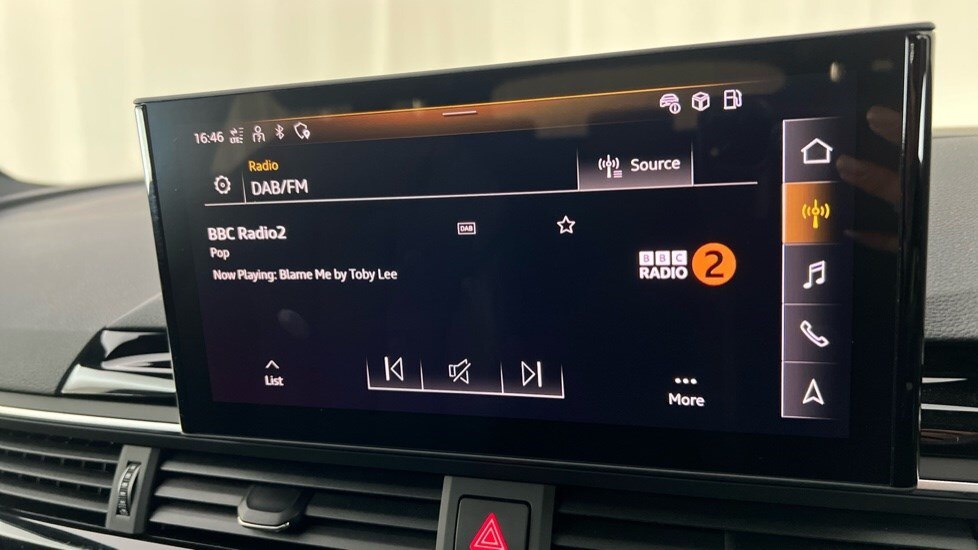 16:46 LTE
Radio
DAB/FM
Source
BBC Radio2
DAB
Pop
Now Playing: Blame Me by Toby Lee
BBC
RADIO 2
List
More